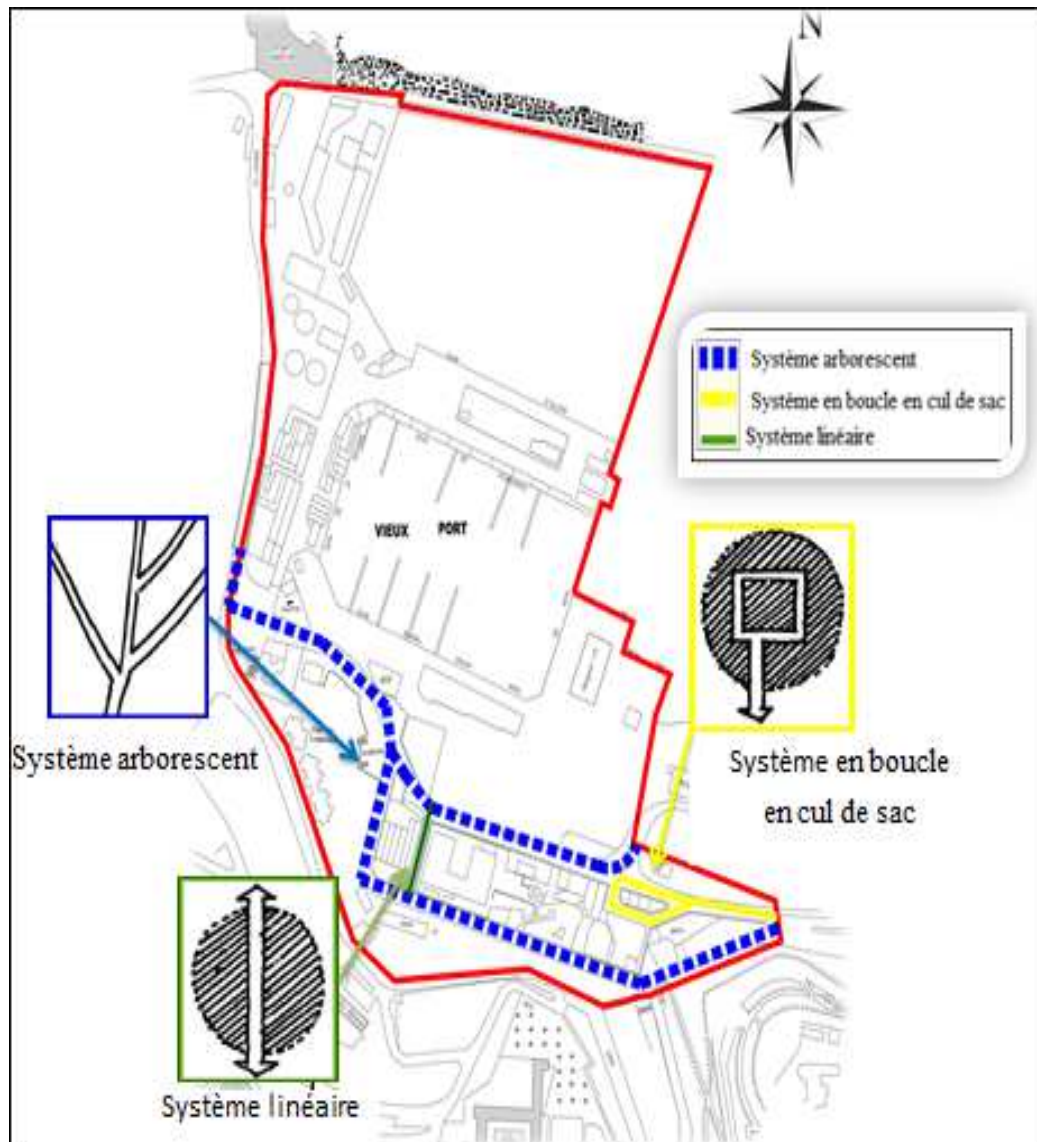 N
Système arborescent
Système en boucle en cul de sac
Système linéaire
VIEUX PORT
Système arborescent
Système en boucle
en cul de sac
Système linéaire